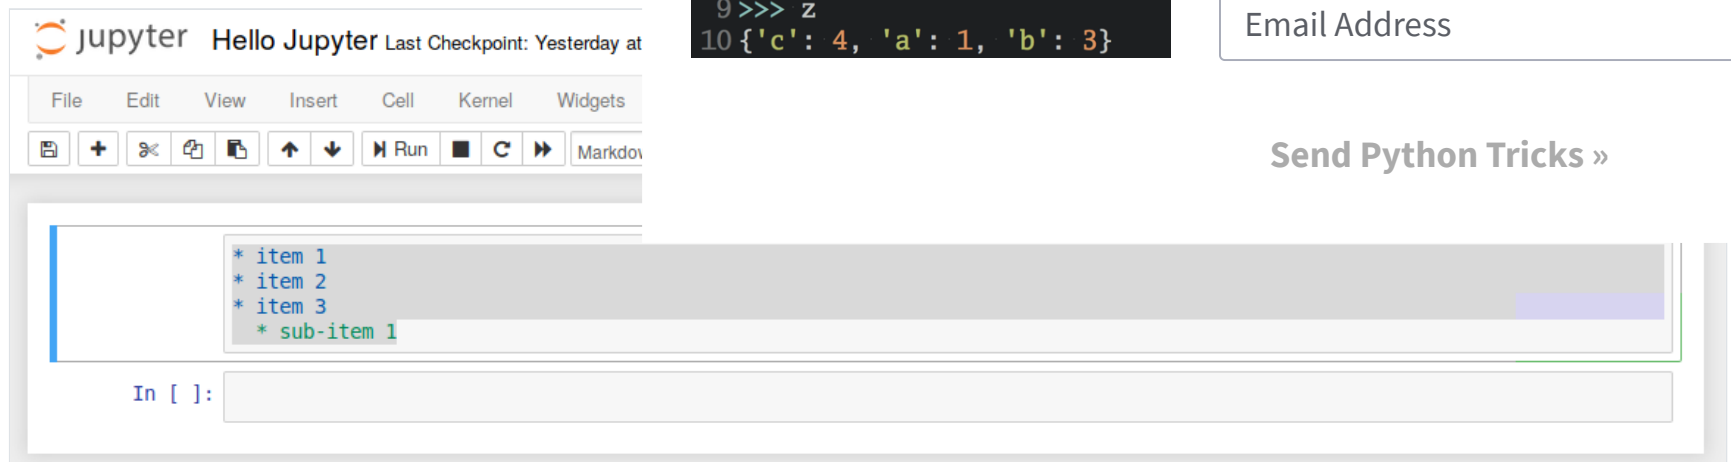 jupyter Hello Jupyter Last Checkpoint: Yesterday at
File Edit View Insert Cell Kernel Widgets
Run
* item 1
* item 2
* item 3
* sub-item 1
In [ ]:
9 >>> z
10 {'c': 4, 'a': 1, 'b': 3}
Email Address
Send Python Tricks »